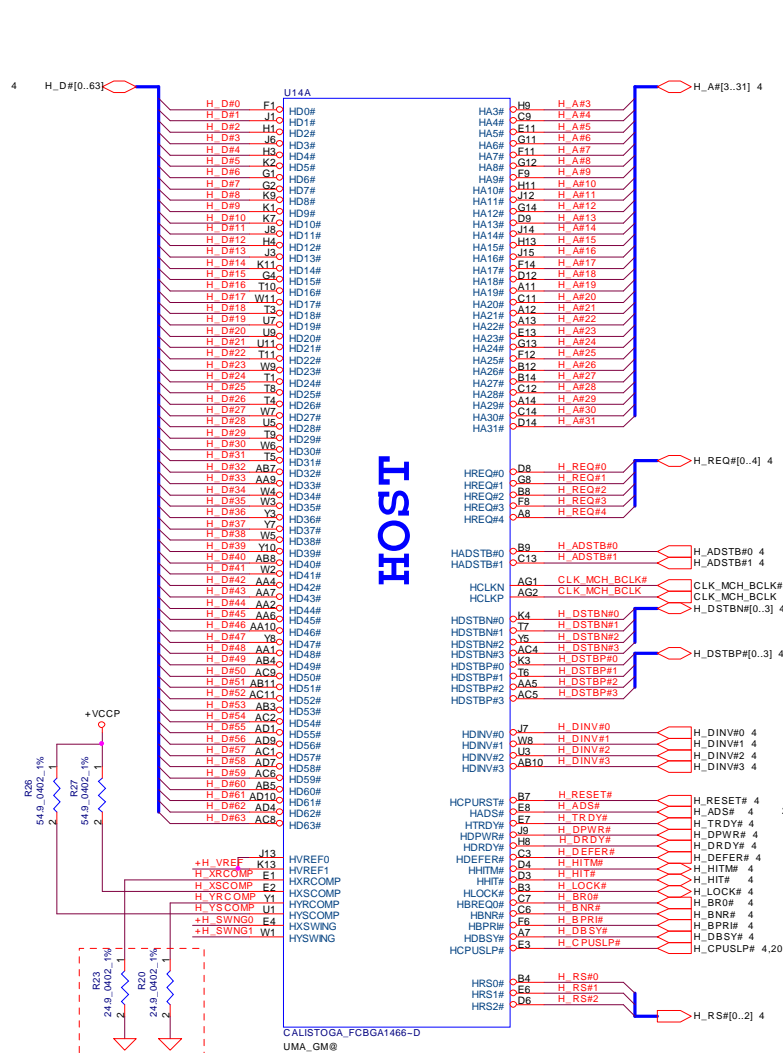 4 H_D#[0..63]
U14A
H_D#0 F1 HD0#
H_D#1 J1 HD1#
H_D#2 H1 HD2#
H_D#3 J6 HD3#
H_D#4 H3 HD4#
H_D#5 K2 HD5#
H_D#6 G1 HD6#
H_D#7 G2 HD7#
H_D#8 K9 HD8#
H_D#9 K1 HD9#
H_D#10 K7 HD10#
H_D#11 J8 HD11#
H_D#12 H4 HD12#
H_D#13 J3 HD13#
H_D#14 K11 HD14#
H_D#15 G4 HD15#
H_D#16 T10 HD16#
H_D#17 W11 HD17#
H_D#18 T3 HD18#
H_D#19 U7 HD19#
H_D#20 U9 HD20#
H_D#21 U11 HD21#
H_D#22 T11 HD22#
H_D#23 W9 HD23#
H_D#24 T1 HD24#
H_D#25 T8 HD25#
H_D#26 T4 HD26#
H_D#27 W7 HD27#
H_D#28 U5 HD28#
H_D#29 T9 HD29#
H_D#30 W6 HD30#
H_D#31 T5 HD31#
H_D#32 AB7 HD32#
H_D#33 AA9 HD33#
H_D#34 W4 HD34#
H_D#35 W3 HD35#
H_D#36 Y3 HD36#
H_D#37 Y7 HD37#
H_D#38 W5 HD38#
H_D#39 Y10 HD39#
H_D#40 AB8 HD40#
H_D#41 W2 HD41#
H_D#42 AA4 HD42#
H_D#43 AA7 HD43#
H_D#44 AA2 HD44#
H_D#45 AA6 HD45#
H_D#46 AA10 HD46#
H_D#47 Y8 HD47#
H_D#48 AA1 HD48#
H_D#49 AB4 HD49#
H_D#50 AC9 HD50#
H_D#51 AB11 HD51#
H_D#52 AC11 HD52#
H_D#53 AB3 HD53#
H_D#54 AC2 HD54#
H_D#55 AD1 HD55#
H_D#56 AD9 HD56#
H_D#57 AC1 HD57#
H_D#58 AD7 HD58#
H_D#59 AC6 HD59#
H_D#60 AB5 HD60#
H_D#61 AD10 HD61#
H_D#62 AD4 HD62#
H_D#63 AC8 HD63#
J13 HVREF0
+H_VREF K13 HVREF1
H_XRCOMP E1 HXRCOMP
H_XSCOMP E2 HXSCOMP
H_YRCOMP Y1 HYRCOMP
H_YSCOMP U1 HYSCOMP
+H_SWNG0 E4 HXSWING
+H_SWNG1 W1 HYSWING
+VCCP
R26
54.9_0402_1%
1
2
R27
54.9_0402_1%
1
2
R23
24.9_0402_1%
1
2
R20
24.9_0402_1%
1
2
HOST
H_A#[3..31] 4
HA3# H9 H_A#3
HA4# C9 H_A#4
HA5# E11 H_A#5
HA6# G11 H_A#6
HA7# F11 H_A#7
HA8# G12 H_A#8
HA9# F9 H_A#9
HA10# H11 H_A#10
HA11# J12 H_A#11
HA12# G14 H_A#12
HA13# D9 H_A#13
HA14# J14 H_A#14
HA15# H13 H_A#15
HA16# J15 H_A#16
HA17# F14 H_A#17
HA18# D12 H_A#18
HA19# A11 H_A#19
HA20# C11 H_A#20
HA21# A12 H_A#21
HA22# A13 H_A#22
HA23# E13 H_A#23
HA24# G13 H_A#24
HA25# F12 H_A#25
HA26# B12 H_A#26
HA27# B14 H_A#27
HA28# C12 H_A#28
HA29# A14 H_A#29
HA30# C14 H_A#30
HA31# D14 H_A#31
H_REQ#[0..4] 4
HREQ#0 D8 H_REQ#0
HREQ#1 G8 H_REQ#1
HREQ#2 B8 H_REQ#2
HREQ#3 F8 H_REQ#3
HREQ#4 A8 H_REQ#4
HADSTB#0 B9 H_ADSTB#0 H_ADSTB#0 4
HADSTB#1 C13 H_ADSTB#1 H_ADSTB#1 4
HCLKN AG1 CLK_MCH_BCLK# CLK_MCH_BCLK#
HCLKP AG2 CLK_MCH_BCLK CLK_MCH_BCLK
H_DSTBN#[0..3] 4
HDSTBN#0 K4 H_DSTBN#0
HDSTBN#1 T7 H_DSTBN#1
HDSTBN#2 Y5 H_DSTBN#2
HDSTBN#3 AC4 H_DSTBN#3
H_DSTBP#[0..3] 4
HDSTBP#0 K3 H_DSTBP#0
HDSTBP#1 T6 H_DSTBP#1
HDSTBP#2 AA5 H_DSTBP#2
HDSTBP#3 AC5 H_DSTBP#3
HDINV#0 J7 H_DINV#0 H_DINV#0 4
HDINV#1 W8 H_DINV#1 H_DINV#1 4
HDINV#2 U3 H_DINV#2 H_DINV#2 4
HDINV#3 AB10 H_DINV#3 H_DINV#3 4
HCPURST# B7 H_RESET# H_RESET# 4
HADS# E8 H_ADS# H_ADS# 4
HTRDY# E7 H_TRDY# H_TRDY# 4
HDPWR# J9 H_DPWR# H_DPWR# 4
HDRDY# H8 H_DRDY# H_DRDY# 4
HDEFER# C3 H_DEFER# H_DEFER# 4
HHITM# D4 H_HITM# H_HITM# 4
HHIT# D3 H_HIT# H_HIT# 4
HLOCK# B3 H_LOCK# H_LOCK# 4
HBREQ0# C7 H_BR0# H_BR0# 4
HBNR# C6 H_BNR# H_BNR# 4
HBPRI# F6 H_BPRI# H_BPRI# 4
HDBSY# A7 H_DBSY# H_DBSY# 4
HCPUSLP# E3 H_CPUSLP# H_CPUSLP# 4,20
HRS0# B4 H_RS#0
HRS1# E6 H_RS#1
HRS2# D6 H_RS#2
H_RS#[0..2] 4
CALISTOGA_FCBGA1466~D
UMA_GM@